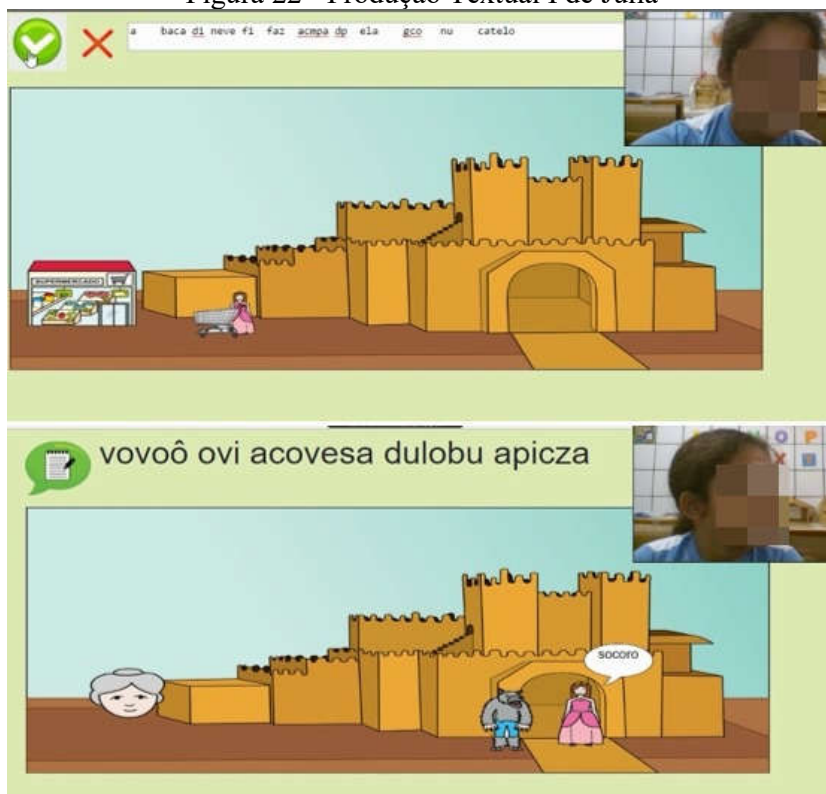 Figura 22 - Produção Textual I de Júlia
a baca di neve fi faz acmpa dp ela gco nu catelo
SUPERMERCADO
vovoô ovi acovesa dulobu apicza
socoro